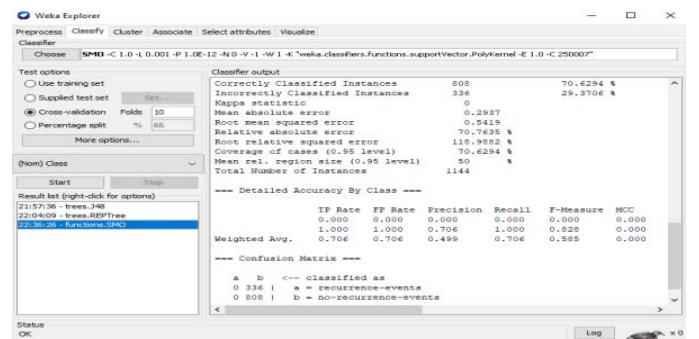 Weka Explorer
Preprocess Classify Cluster Associate Select attributes Visualize
Classifier
Choose SMO -C 1.0 -L 0.001 -P 1.0E-12 -N 0 -V -1 -W 1 -K "weka.classifiers.functions.supportVector.PolyKernel -E 1.0 -C 250007"
Test options
Use training set
Supplied test set Set...
Cross-validation Folds 10
Percentage split % 66
More options...
(Nom) Class
Start Stop
Result list (right-click for options)
21:57:36 - trees.J48
22:04:09 - trees.REPTree
22:36:26 - functions.SMO
Classifier output
Correctly Classified Instances 808 70.6294 %
Incorrectly Classified Instances 336 29.3706 %
Kappa statistic 0
Mean absolute error 0.2937
Root mean squared error 0.5419
Relative absolute error 70.7635 %
Root relative squared error 118.9882 %
Coverage of cases (0.95 level) 70.6294 %
Mean rel. region size (0.95 level) 50 %
Total Number of Instances 1144
=== Detailed Accuracy By Class ===
TP Rate FP Rate Precision Recall F-Measure MCC
0.000 0.000 0.000 0.000 0.000 0.000
1.000 1.000 0.706 1.000 0.828 0.000
Weighted Avg. 0.706 0.706 0.499 0.706 0.585 0.000
=== Confusion Matrix ===
a b <-- classified as
0 336 | a = recurrence-events
0 808 | b = no-recurrence-events
Status
OK
Log x 0